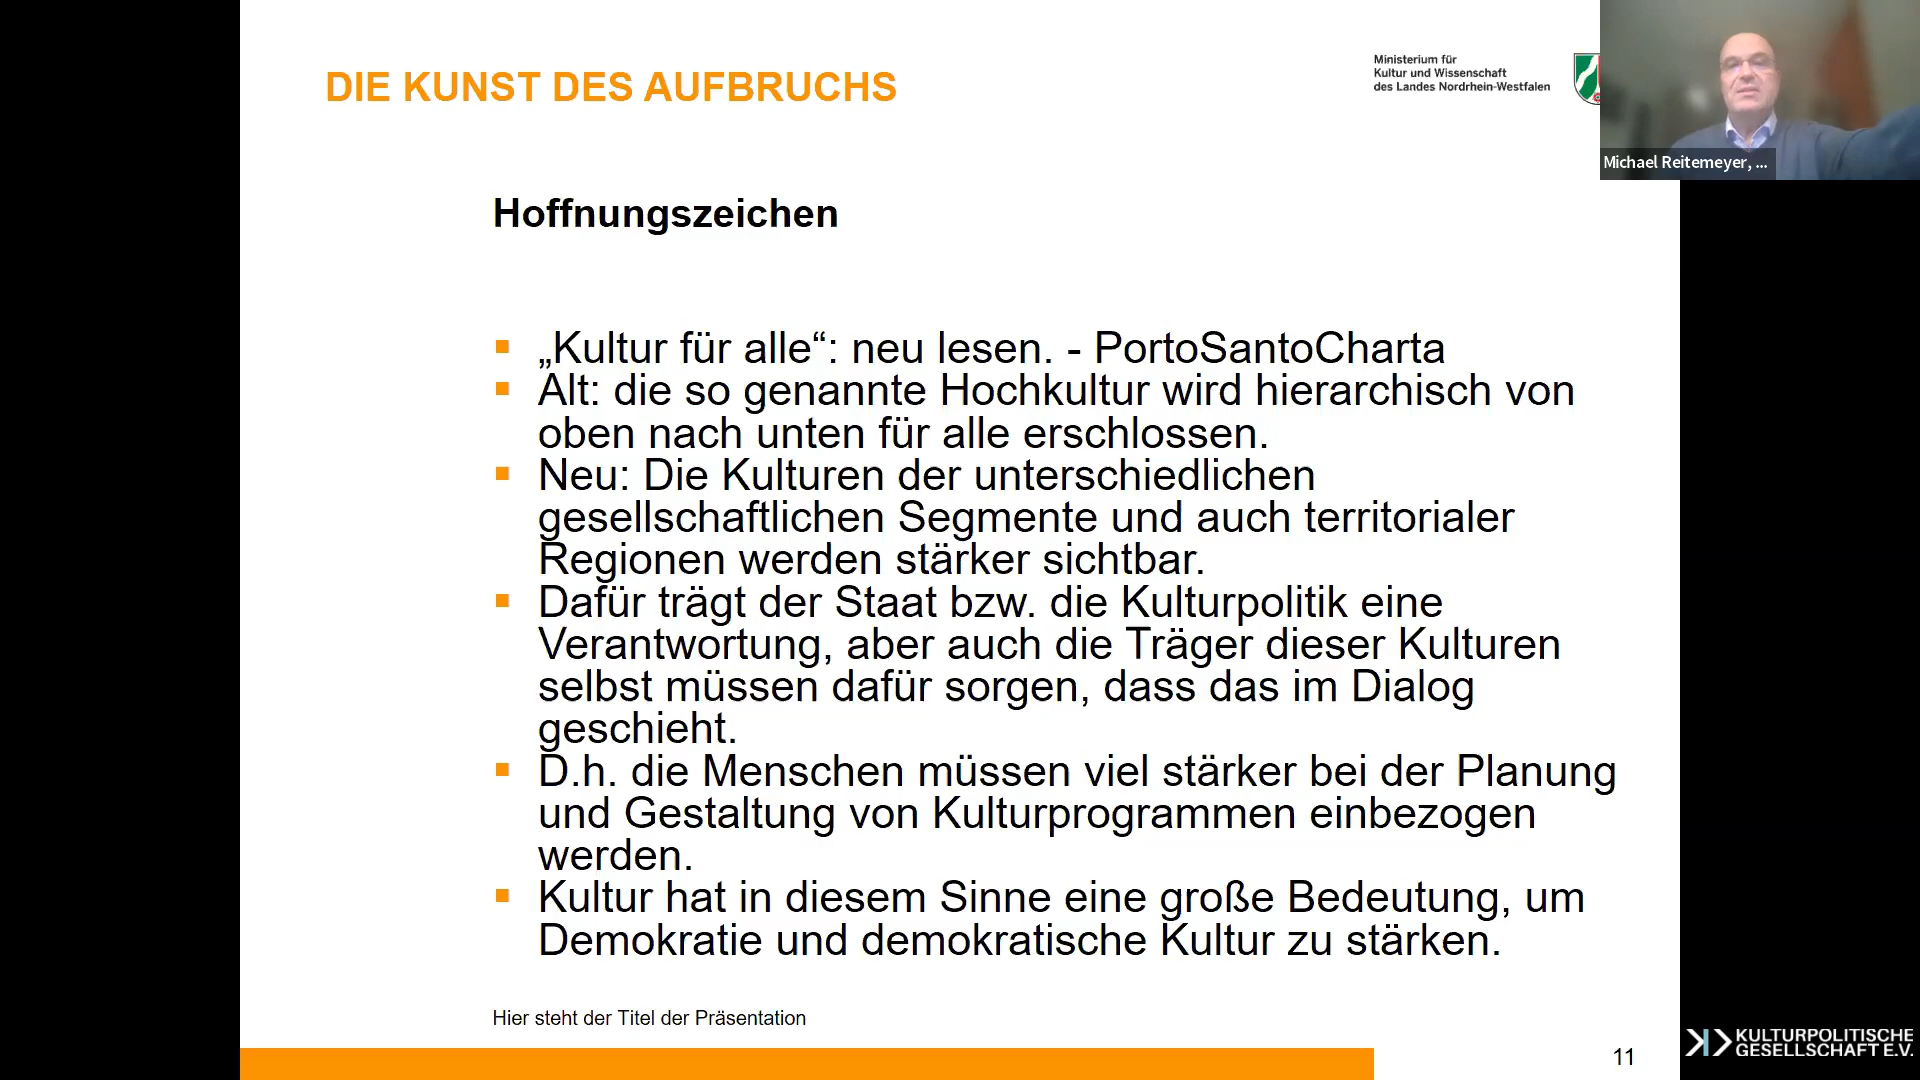 DIE KUNST DES AUFBRUCHS
Ministerium für
Kultur und Wissenschaft
des Landes Nordrhein-Westfalen
Michael Reitemeyer, ...
Hoffnungszeichen
„Kultur für alle“: neu lesen. - PortoSantoCharta
Alt: die so genannte Hochkultur wird hierarchisch von
oben nach unten für alle erschlossen.
Neu: Die Kulturen der unterschiedlichen
gesellschaftlichen Segmente und auch territorialer
Regionen werden stärker sichtbar.
Dafür trägt der Staat bzw. die Kulturpolitik eine
Verantwortung, aber auch die Träger dieser Kulturen
selbst müssen dafür sorgen, dass das im Dialog
geschieht.
D.h. die Menschen müssen viel stärker bei der Planung
und Gestaltung von Kulturprogrammen einbezogen
werden.
Kultur hat in diesem Sinne eine große Bedeutung, um
Demokratie und demokratische Kultur zu stärken.
Hier steht der Titel der Präsentation
11
KULTURPOLITISCHE
GESELLSCHAFT E.V.